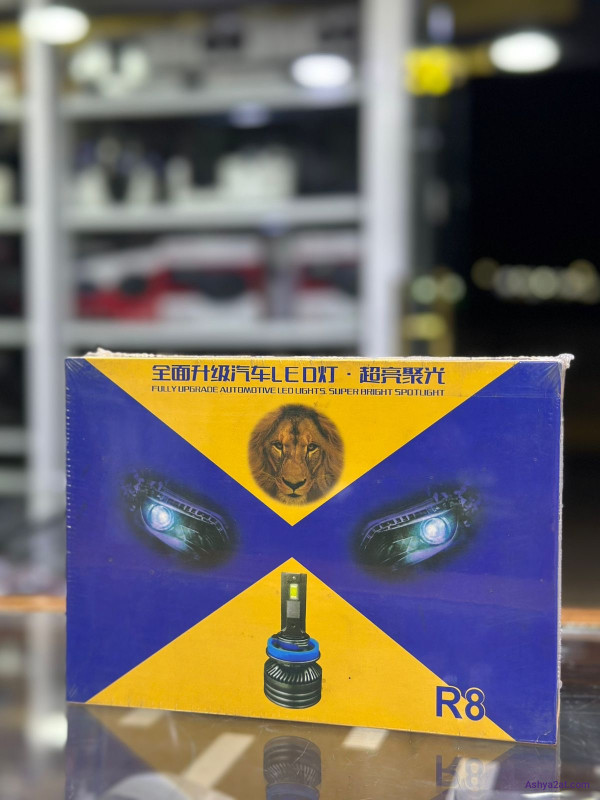 全面升级汽车LED灯·超亮聚光
FULLY UPGRADE AUTOMOTIVE LED LIGHTS. SUPER BRIGHT SPOTLIGHT
R8
Ashya2at.com